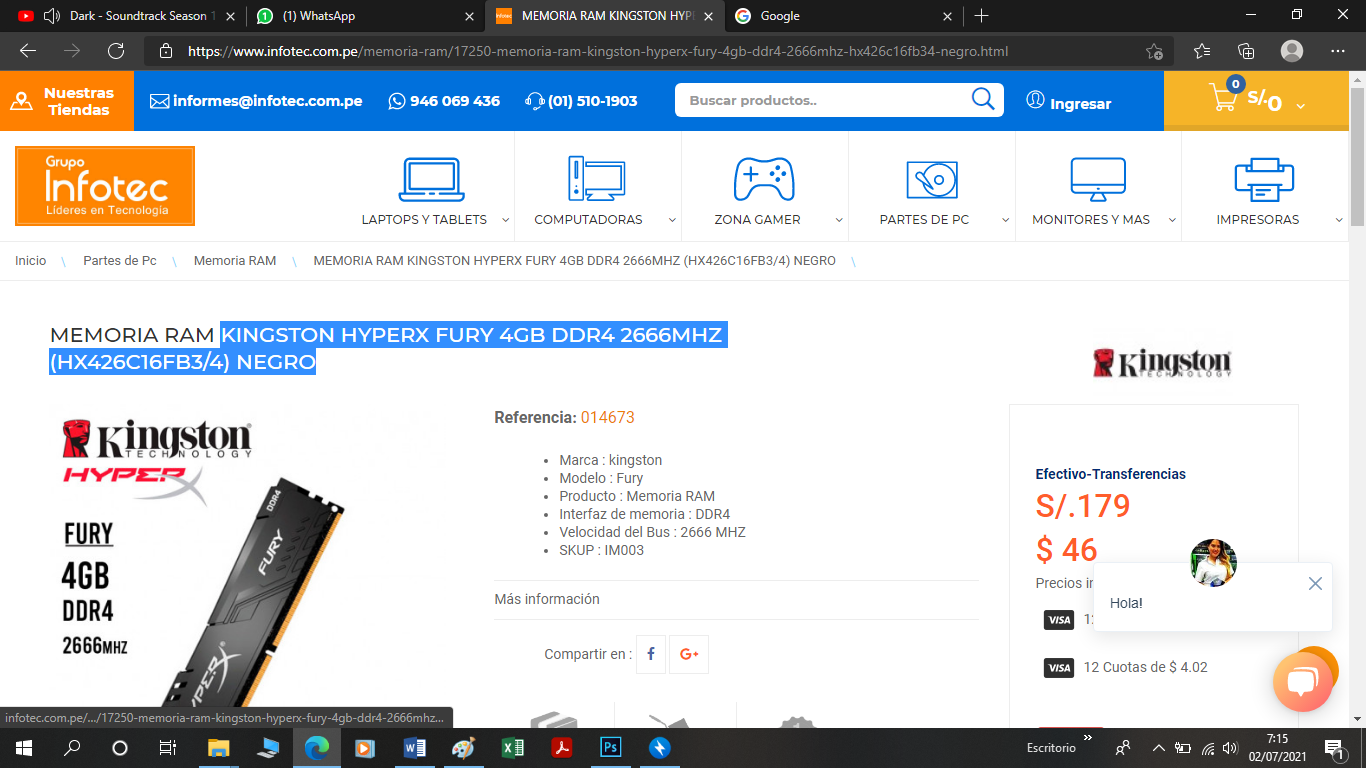 Dark - Soundtrack Season 1
(1) WhatsApp
MEMORIA RAM KINGSTON HYPE
Google
https://www.infotec.com.pe/memoria-ram/17250-memoria-ram-kingston-hyperx-fury-4gb-ddr4-2666mhz-hx426c16fb34-negro.html
Nuestras
Tiendas
informes@infotec.com.pe
946 069 436
(01) 510-1903
Buscar productos..
Ingresar
0
S/.0
Grupo
Infotec
Líderes en Tecnología
LAPTOPS Y TABLETS
COMPUTADORAS
ZONA GAMER
PARTES DE PC
MONITORES Y MAS
IMPRESORAS
Inicio \ Partes de Pc \ Memoria RAM \ MEMORIA RAM KINGSTON HYPERX FURY 4GB DDR4 2666MHZ (HX426C16FB3/4) NEGRO \
MEMORIA RAM KINGSTON HYPERX FURY 4GB DDR4 2666MHZ
(HX426C16FB3/4) NEGRO
Kingston
TECHNOLOGY
Kingston
TECHNOLOGY
HYPERX
FURY
4GB
DDR4
2666MHZ
DDR4
FURY
HYPERX
Referencia: 014673
• Marca : kingston
• Modelo : Fury
• Producto : Memoria RAM
• Interfaz de memoria : DDR4
• Velocidad del Bus : 2666 MHZ
• SKUP : IM003
Más información
Compartir en :
f
G+
Efectivo-Transferencias
S/.179
$ 46
Precios in
VISA 12
VISA 12 Cuotas de $ 4.02
Hola!
1
infotec.com.pe/.../17250-memoria-ram-kingston-hyperx-fury-4gb-ddr4-2666mhz...
Ps
Escritorio
7:15
02/07/2021
1